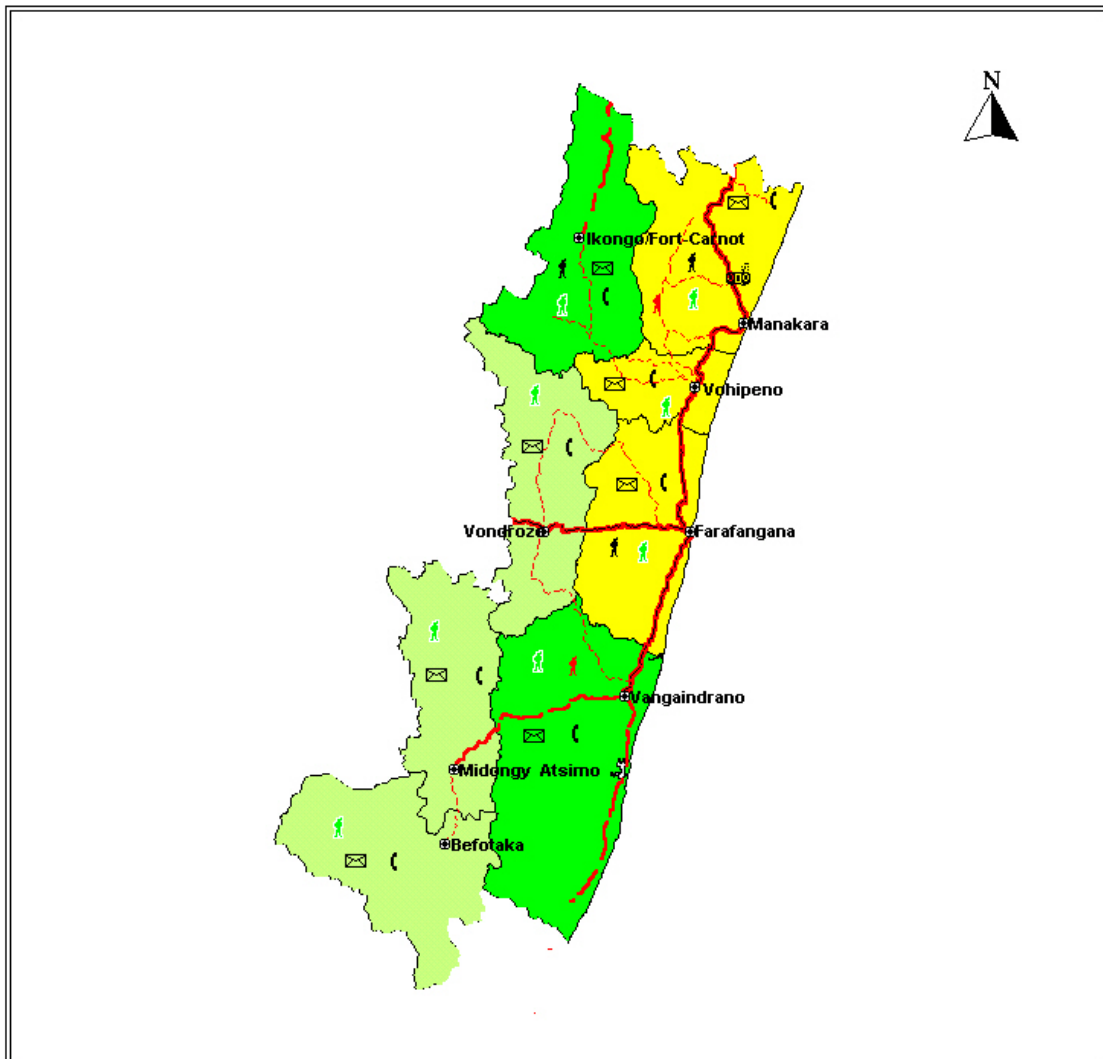 N
Ikongo/Fort-Carnot
Manakara
Vohipeno
Vondrozo
Farafangana
Vangaindrano
Midongy Atsimo
Befotaka